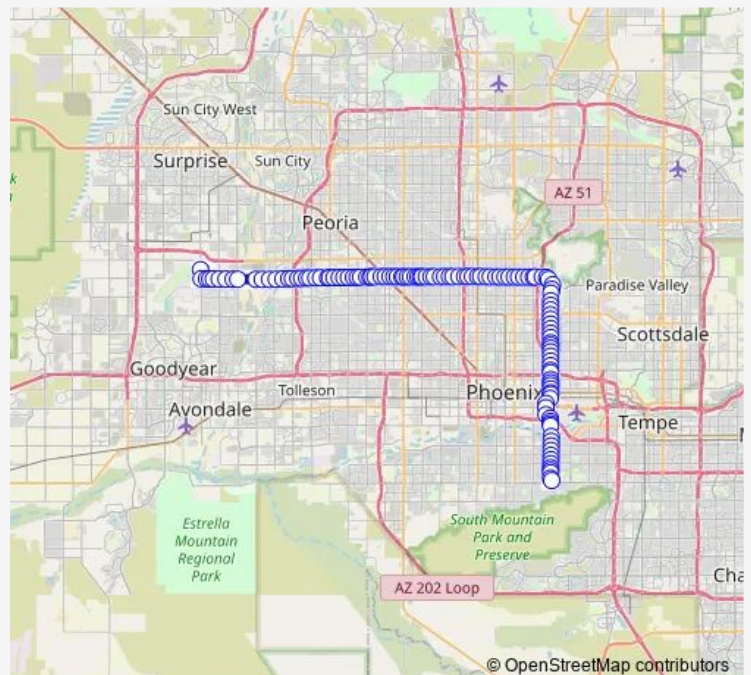 Sun City West
Surprise
Sun City
AZ 51
Peoria
Paradise Valley
Scottsdale
Goodyear
Tolleson
Phoenix
Avondale
Tempe
Estrella
Mountain
Regional
Park
South Mountain
Park and
Preserve
Cha
AZ 202 Loop
© OpenStreetMap contributors